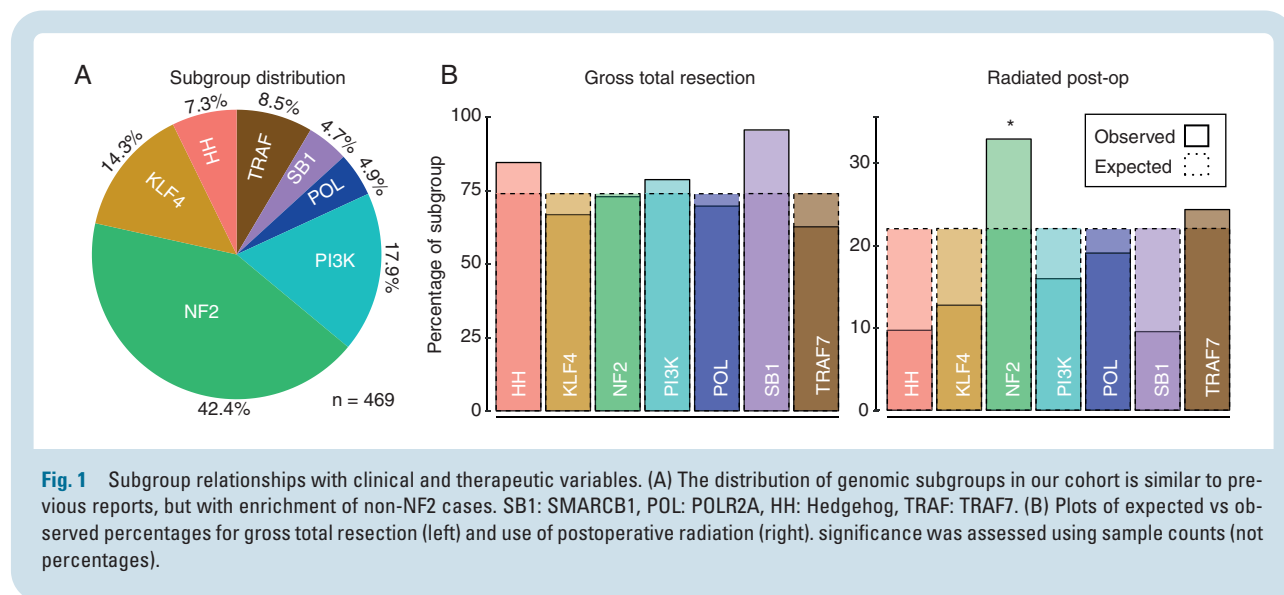 A
Subgroup distribution
7.3%
8.5%
4.7%
4.9%
17.9%
42.4%
14.3%
HH
TRAF
SB1
POL
PI3K
NF2
KLF4
n = 469
B
Gross total resection
Percentage of subgroup
100
75
50
25
0
HH
KLF4
NF2
PI3K
POL
SB1
TRAF7
Radiated post-op
*
Observed
Expected
30
20
10
0
HH
KLF4
NF2
PI3K
POL
SB1
TRAF7
Fig. 1 Subgroup relationships with clinical and therapeutic variables. (A) The distribution of genomic subgroups in our cohort is similar to pre-
vious reports, but with enrichment of non-NF2 cases. SB1: SMARCB1, POL: POLR2A, HH: Hedgehog, TRAF: TRAF7. (B) Plots of expected vs ob-
served percentages for gross total resection (left) and use of postoperative radiation (right). significance was assessed using sample counts (not
percentages).